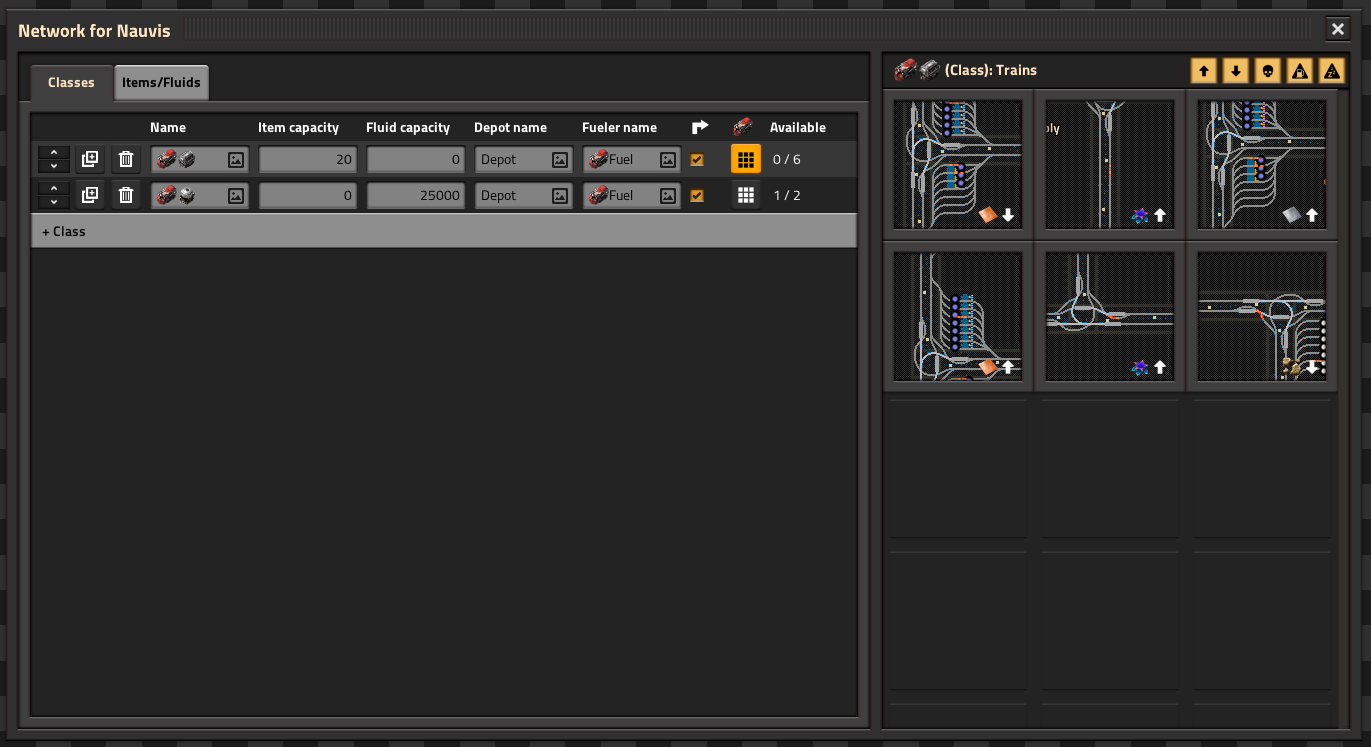 Network for Nauvis
Classes
Items/Fluids
(Class): Trains
Name Item capacity Fluid capacity Depot name Fueler name Available
20 0 Depot Fuel 0 / 6
0 25000 Depot Fuel 1 / 2
+ Class
ply